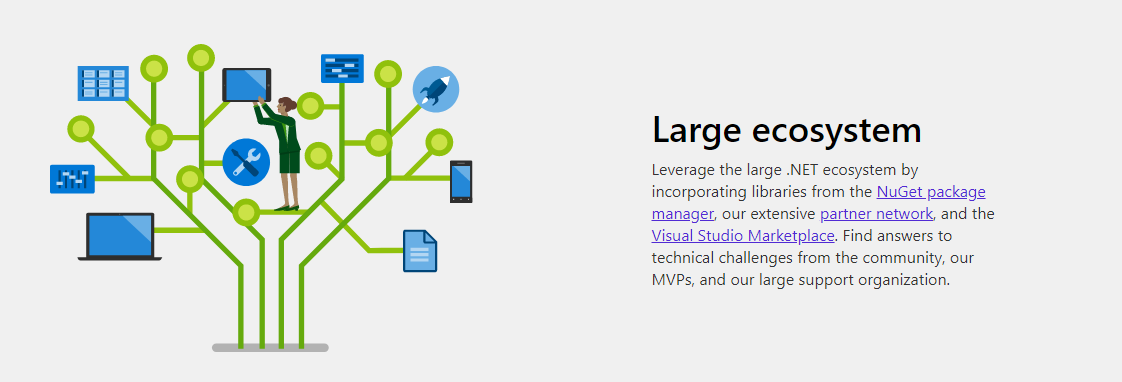 Large ecosystem
Leverage the large .NET ecosystem by
incorporating libraries from the NuGet package
manager, our extensive partner network, and the
Visual Studio Marketplace. Find answers to
technical challenges from the community, our
MVPs, and our large support organization.